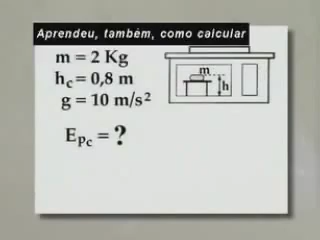 Aprendeu, também, como calcular
m = 2 Kg
hc = 0,8 m
g = 10 m/s²
Epc = ?
m
h